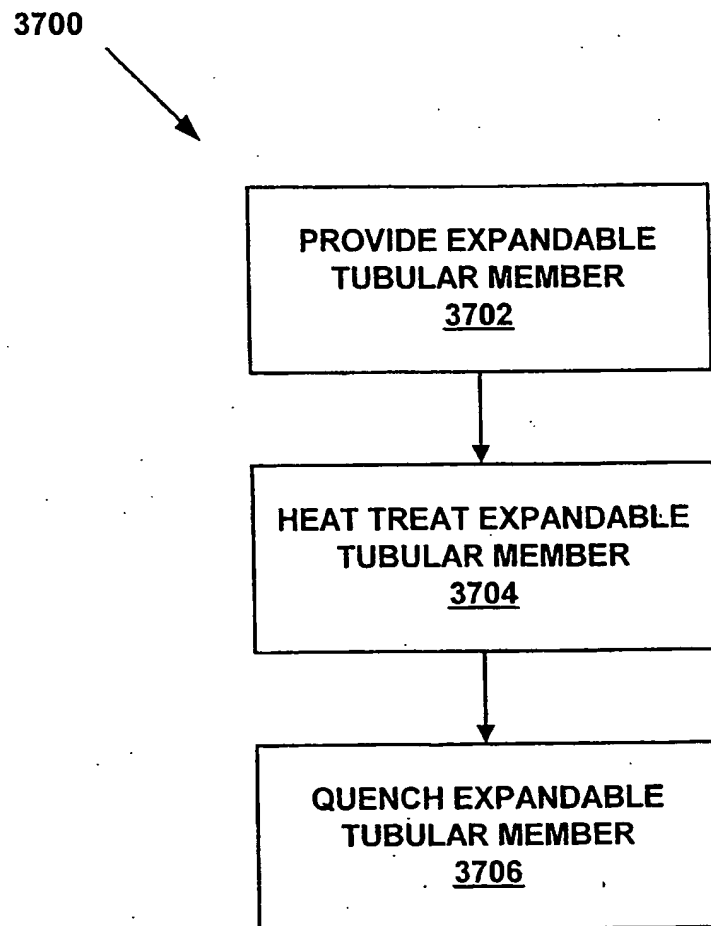 3700
PROVIDE EXPANDABLE
TUBULAR MEMBER
3702
HEAT TREAT EXPANDABLE
TUBULAR MEMBER
3704
QUENCH EXPANDABLE
TUBULAR MEMBER
3706